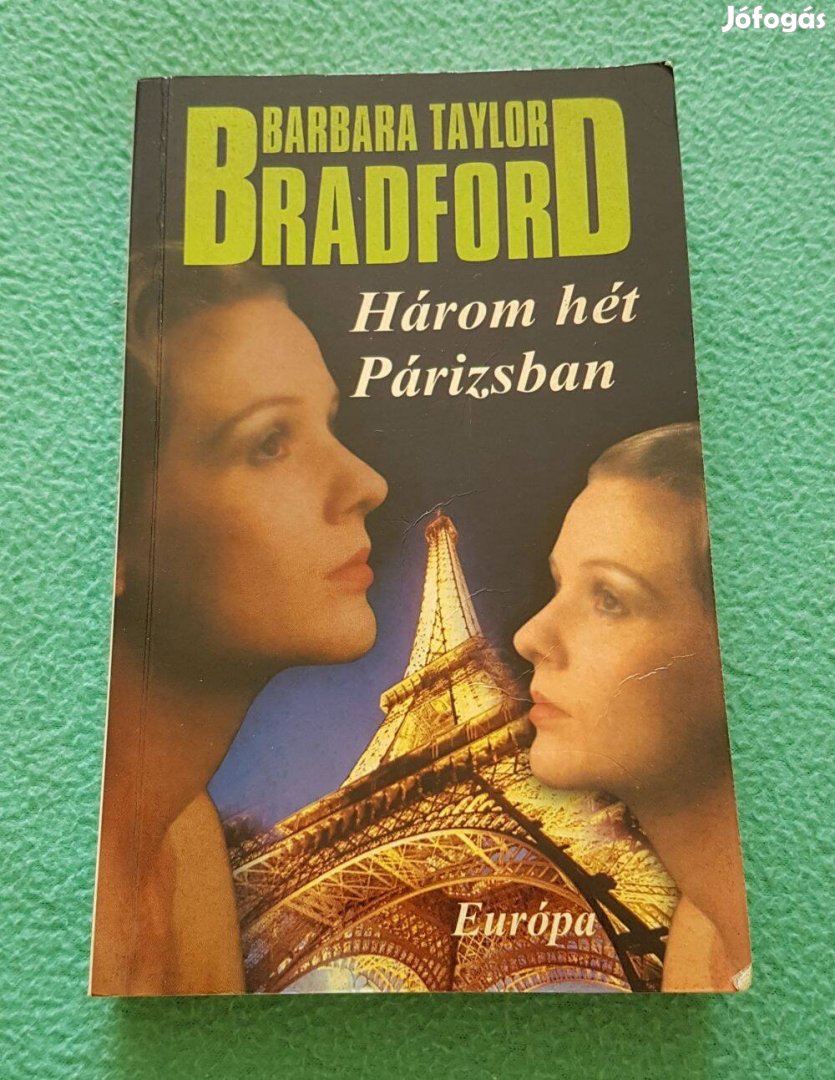 Jófogás
BARBARA TAYLOR
BRADFORD
Három hét
Párizsban
Európa